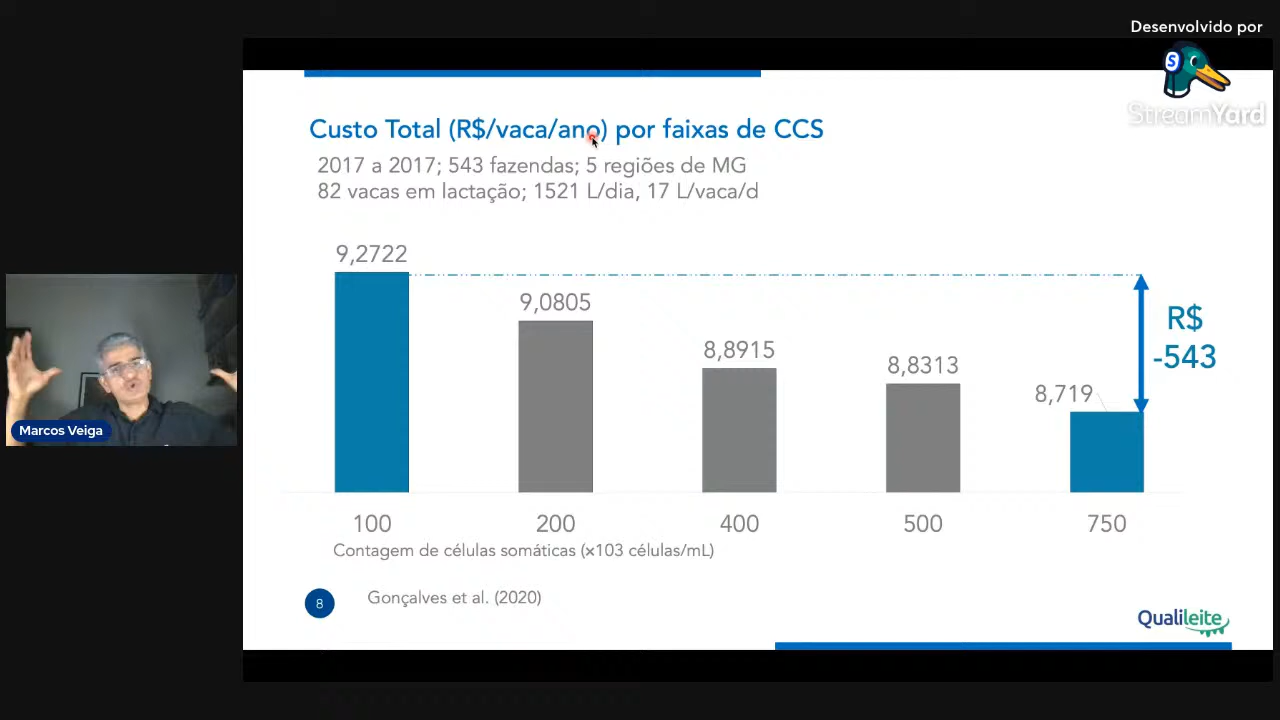 Desenvolvido por
S
StreamYard
Custo Total (R$/vaca/ano) por faixas de CCS
2017 a 2017; 543 fazendas; 5 regiões de MG
82 vacas em lactação; 1521 L/dia, 17 L/vaca/d
9,2722
9,0805
8,8915
8,8313
8,719
R$
-543
Marcos Veiga
100
200
400
500
750
Contagem de células somáticas (×103 células/mL)
8
Gonçalves et al. (2020)
Qualileite